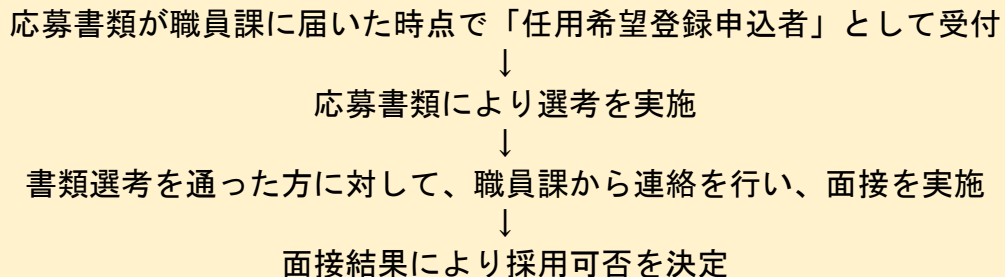 応募書類が職員課に届いた時点で「任用希望登録申込者」として受付
↓
応募書類により選考を実施
↓
書類選考を通った方に対して、職員課から連絡を行い、面接を実施
↓
面接結果により採用可否を決定